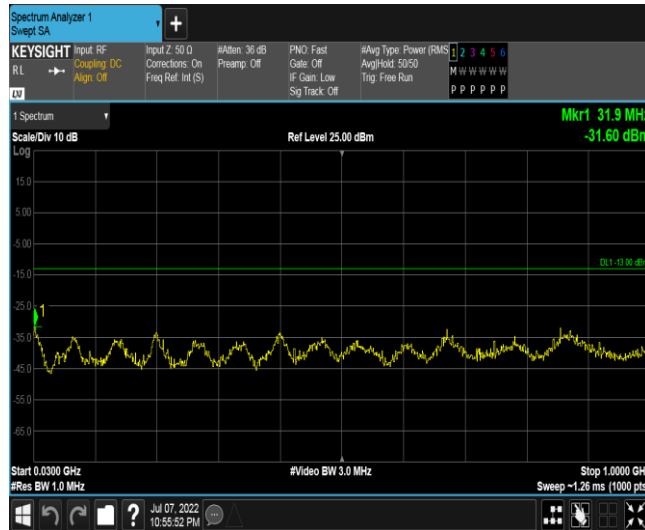 Spectrum Analyzer 1
Swept SA
+
KEYSIGHT
RL
LXI
Input: RF
Coupling: DC
Align: Off
Input Z: 50 Ω
Corrections: On
Freq Ref: Int (S)
#Atten: 36 dB
Preamp: Off
PNO: Fast
Gate: Off
IF Gain: Low
Sig Track: Off
#Avg Type: Power (RMS
Avg|Hold: 50/50
Trig: Free Run
1 2 3 4 5 6
M W W W W W
P P P P P P
1 Spectrum
Mkr1 31.9 MH
Scale/Div 10 dB
Ref Level 25.00 dBm
-31.60 dBm
Log
15.0
5.00
-5.00
DL1 -13.00 dBm
-15.0
-25.0
1
-35.0
-45.0
-55.0
-65.0
Start 0.0300 GHz
#Video BW 3.0 MHz
Stop 1.0000 GH
#Res BW 1.0 MHz
Sweep ~1.26 ms (1000 pts
?
Jul 07, 2022
10:55:52 PM